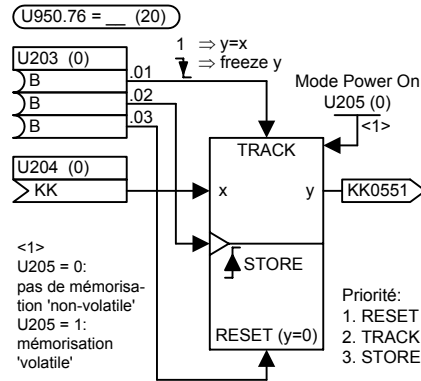 U950.76 = __ (20)
U203 (0)
B
.01
B
.02
B
.03
1 ⇒ y=x
⇒ freeze y
Mode Power On
U205 (0)
<1>
U204 (0)
KK
TRACK
x
y
KK0551
STORE
RESET (y=0)
<1>
U205 = 0:
pas de mémorisa-
tion 'non-volatile'
U205 = 1:
mémorisation
'volatile'
Priorité:
1. RESET
2. TRACK
3. STORE